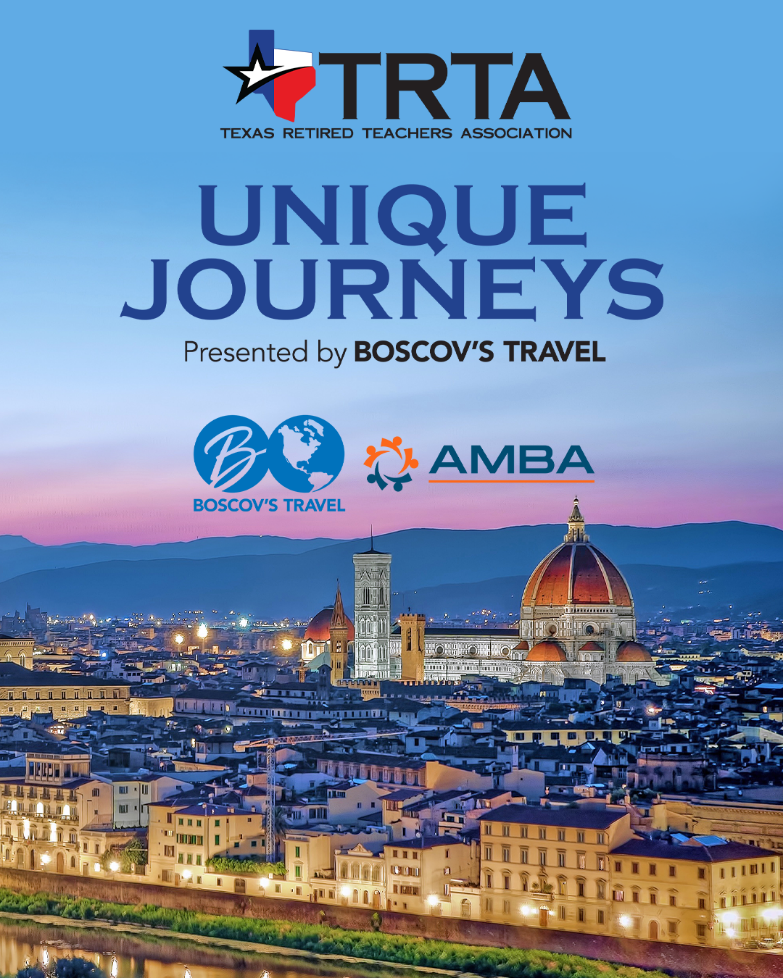 TRTA
TEXAS RETIRED TEACHERS ASSOCIATION
UNIQUE
JOURNEYS
Presented by BOSCOV'S TRAVEL
B
BOSCOV'S TRAVEL
AMBA